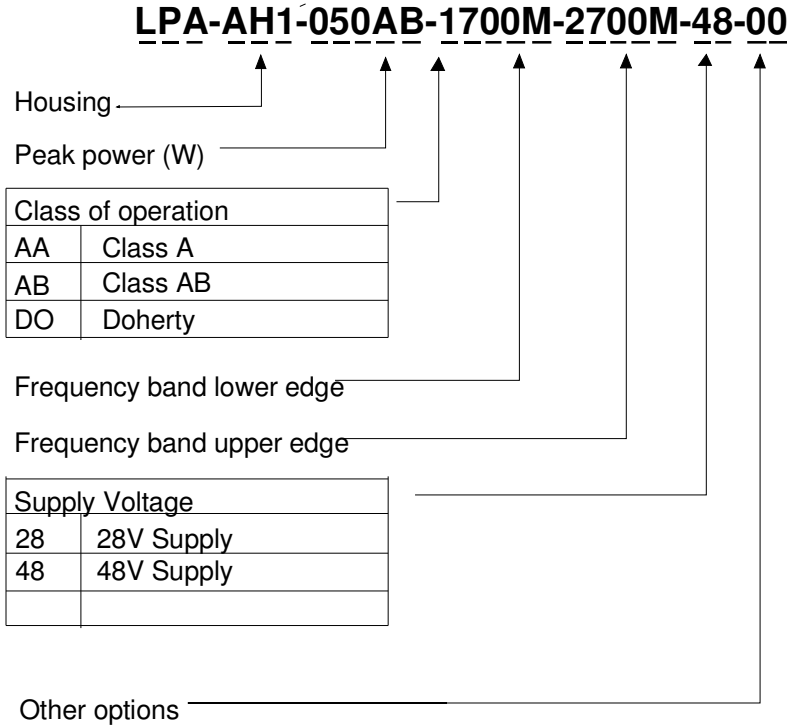 LPA-AH1-050AB-1700M-2700M-48-00
Housing
Peak power (W)
Class of operation
AA Class A
AB Class AB
DO Doherty
Frequency band lower edge
Frequency band upper edge
Supply Voltage
28 28V Supply
48 48V Supply
Other options